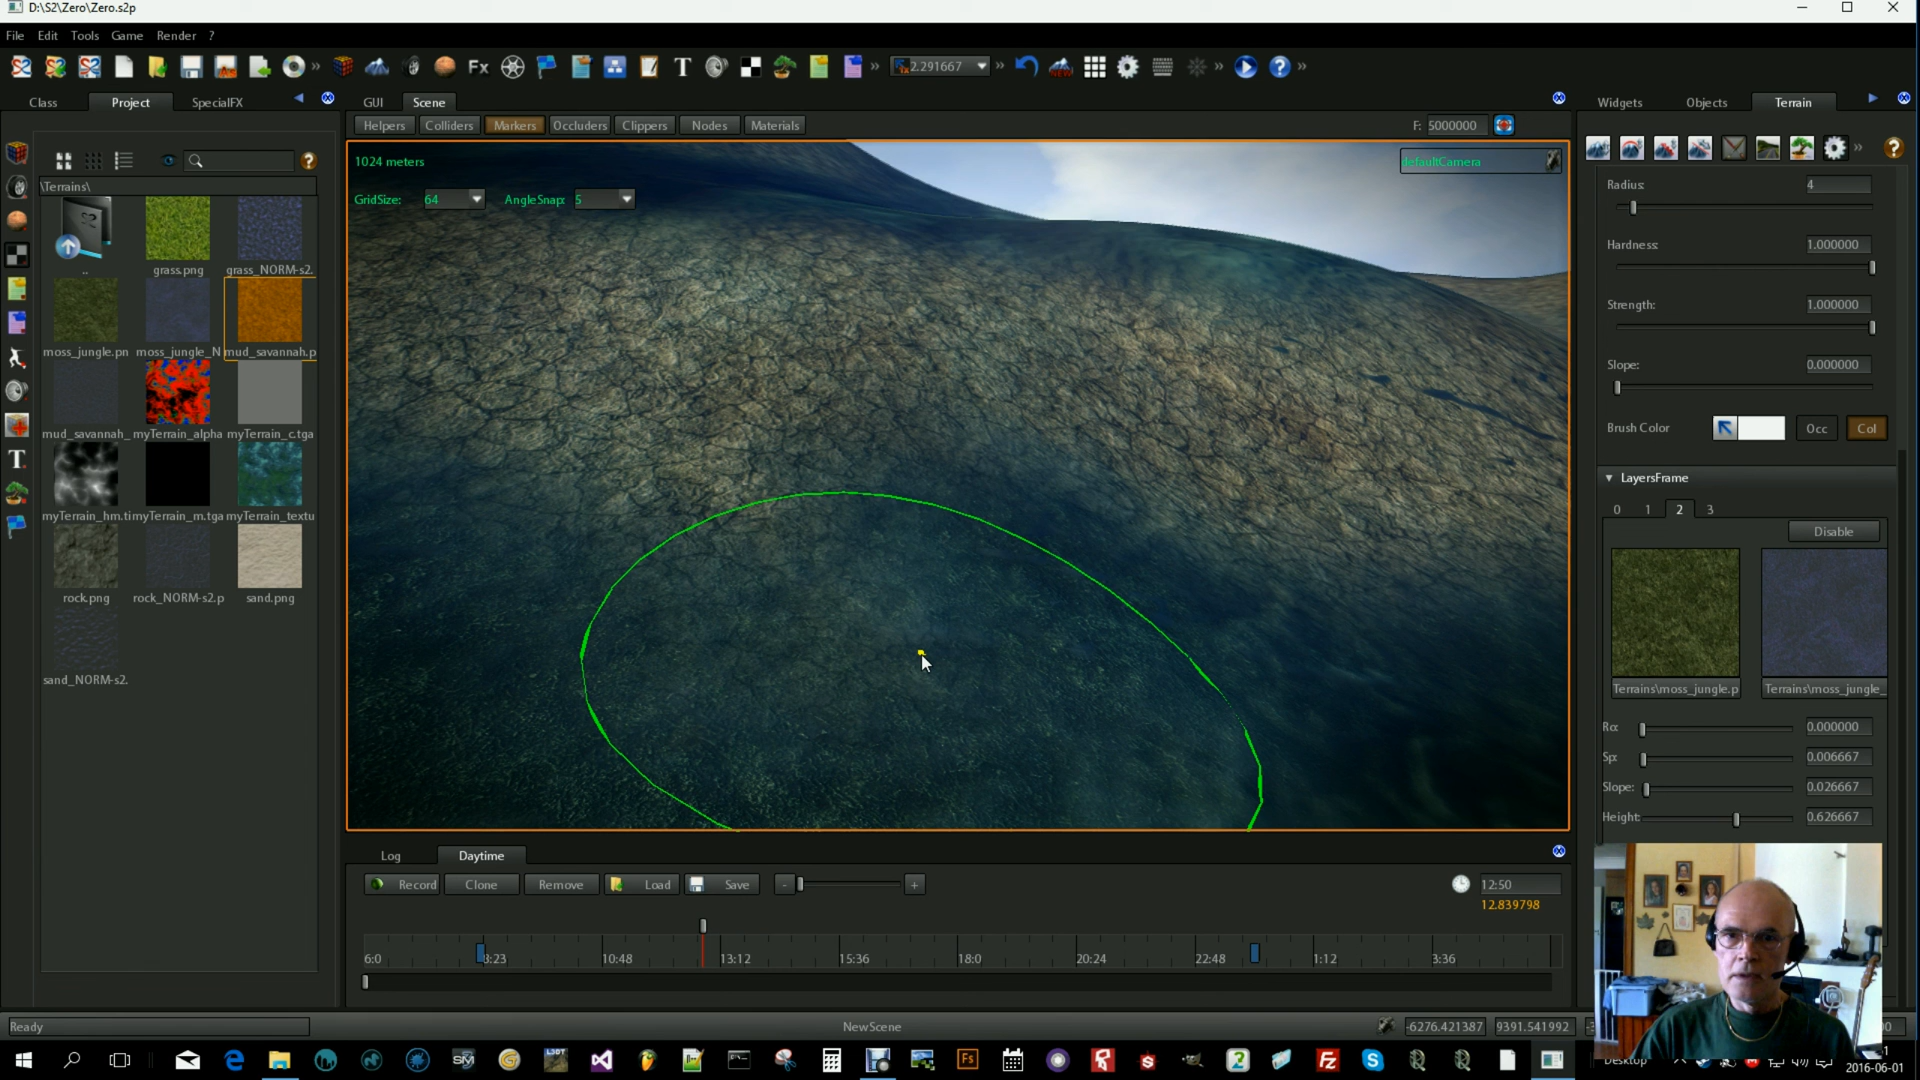 D:\S2\Zero\Zero.s2p
File Edit Tools Game Render ?
Fx T 2.291667
Class Project SpecialFX
GUI Scene
Widgets Objects Terrain
Helpers Colliders Markers Occluders Clippers Nodes Materials
F: 5000000
\Terrains\
1024 meters
defaultCamera
GridSize: 64 AngleSnap: 5
..
grass.png
grass_NORM-s2.
moss_jungle.pn
moss_jungle_N
mud_savannah.p
mud_savannah_
myTerrain_alpha
myTerrain_c.tga
myTerrain_hm.ti
myTerrain_m.tga
myTerrain_textu
rock.png
rock_NORM-s2.p
sand.png
sand_NORM-s2.
Radius: 4
Hardness: 1.000000
Strength: 1.000000
Slope: 0.000000
Brush Color Occ Col
LayersFrame
0 1 2 3
Disable
Terrains\moss_jungle.p
Terrains\moss_jungle_
Ro: 0.000000
Sp: 0.006667
Slope: 0.026667
Height: 0.626667
Log Daytime
Record Clone Remove Load Save - +
12:50
12.839798
6:0 8:23 10:48 13:12 15:36 18:0 20:24 22:48 1:12 3:36
Ready
NewScene
-6276.421387 9391.541992
Desktop
2016-06-01